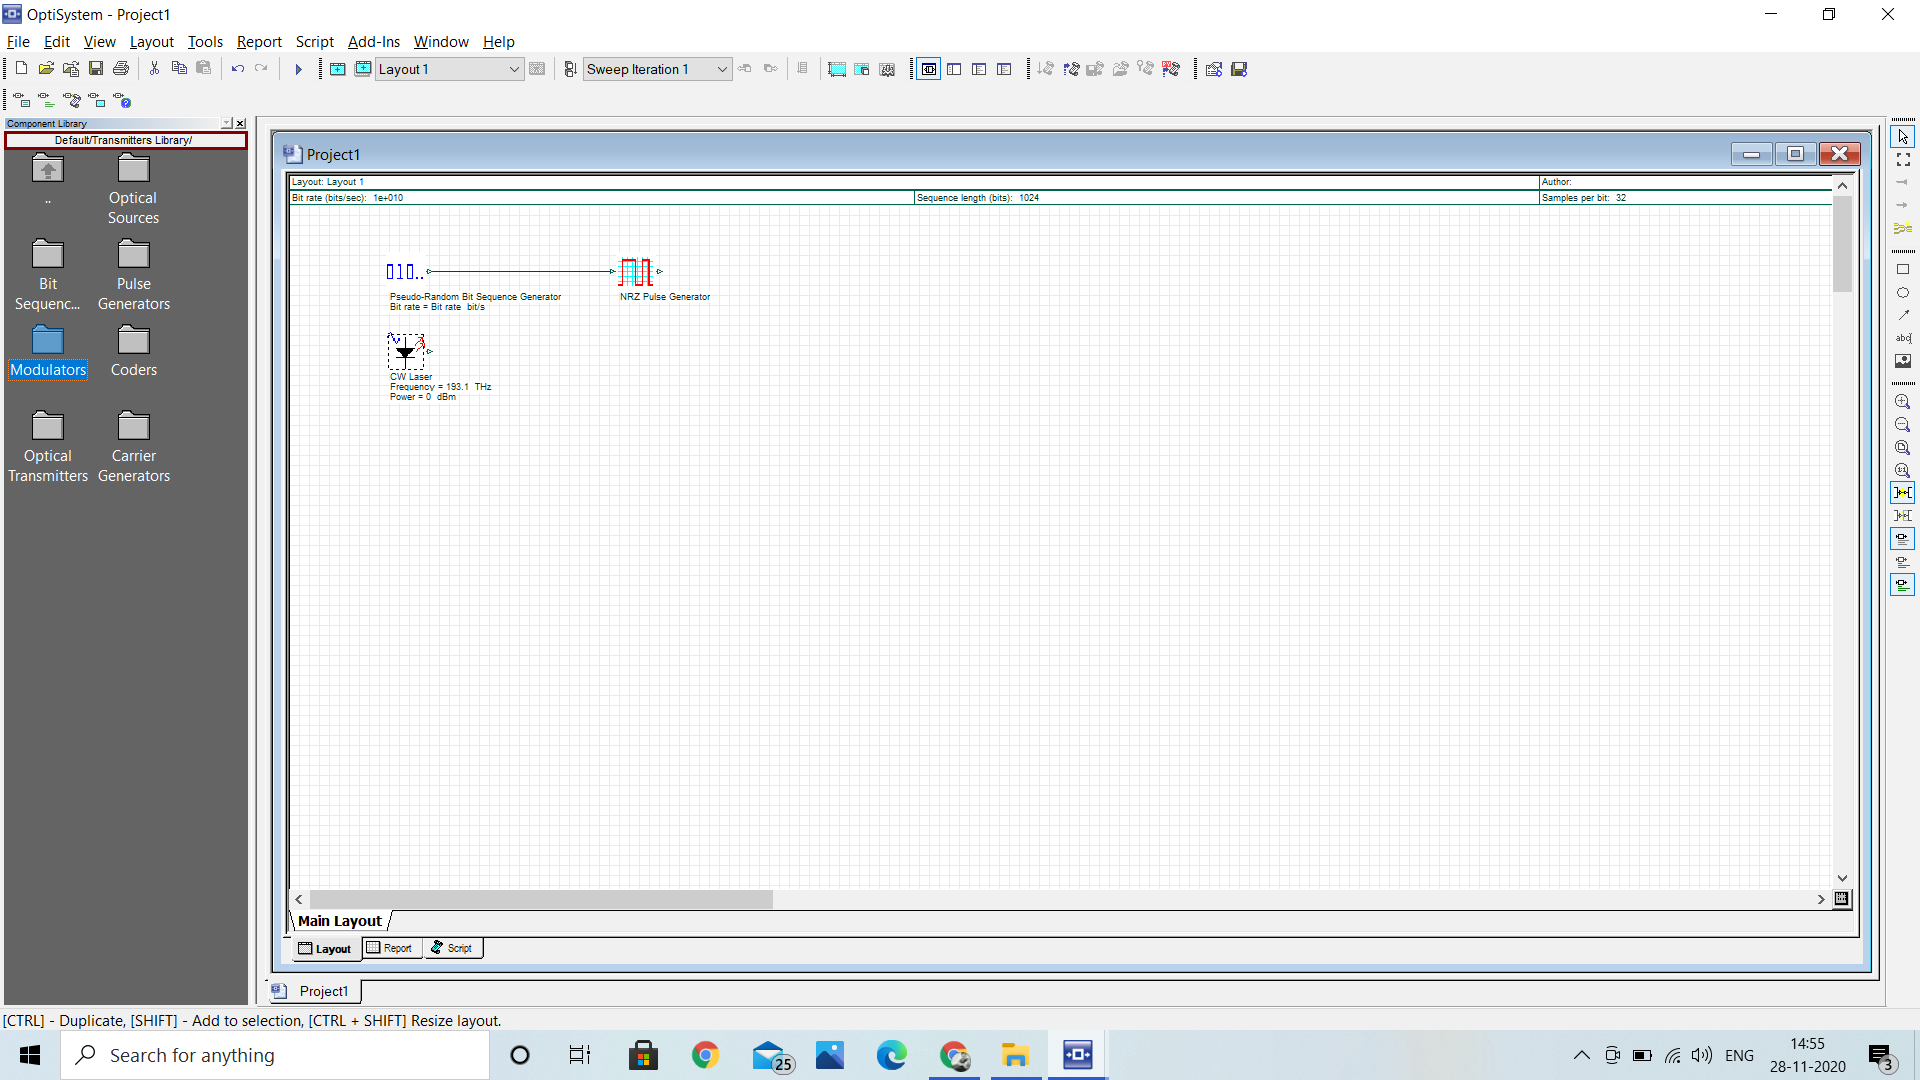 OptiSystem - Project1
File Edit View Layout Tools Report Script Add-Ins Window Help
Layout 1
Sweep Iteration 1
Component Library
Default/Transmitters Library/
..
Optical
Sources
Bit
Sequenc...
Pulse
Generators
Modulators
Coders
Optical
Transmitters
Carrier
Generators
Project1
Layout: Layout 1
Author:
Bit rate (bits/sec): 1e+010
Sequence length (bits): 1024
Samples per bit: 32
Pseudo-Random Bit Sequence Generator
Bit rate = Bit rate bit/s
NRZ Pulse Generator
CW Laser
Frequency = 193.1 THz
Power = 0 dBm
Main Layout
Layout
Report
Script
Project1
[CTRL] - Duplicate, [SHIFT] - Add to selection, [CTRL + SHIFT] Resize layout.
Search for anything
25
ENG
14:55
28-11-2020
3